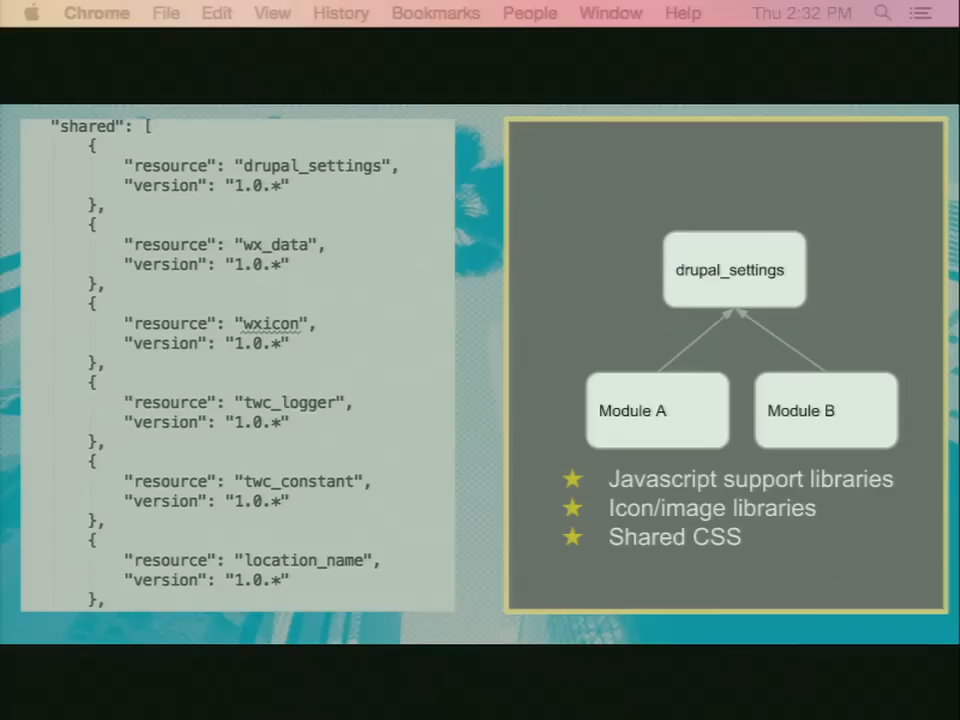 Chrome File Edit View History Bookmarks People Window Help Thu 2:32 PM
"shared": [
{
"resource": "drupal_settings",
"version": "1.0.*"
},
{
"resource": "wx_data",
"version": "1.0.*"
},
{
"resource": "wxicon",
"version": "1.0.*"
},
{
"resource": "twc_logger",
"version": "1.0.*"
},
{
"resource": "twc_constant",
"version": "1.0.*"
},
{
"resource": "location_name",
"version": "1.0.*"
},
drupal_settings
Module A
Module B
★ Javascript support libraries
★ Icon/image libraries
★ Shared CSS